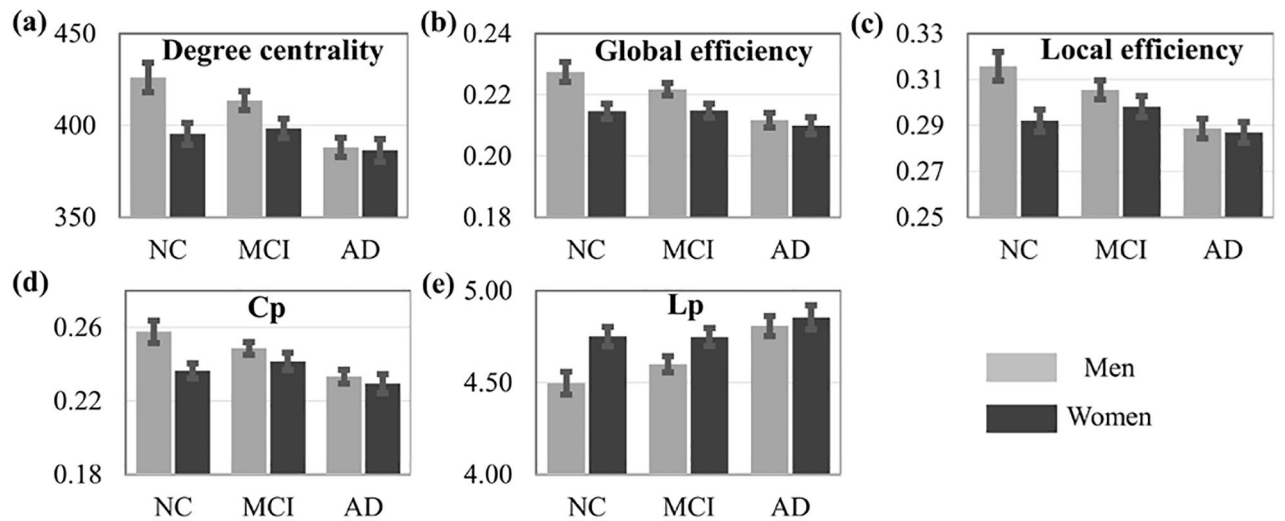 (a)
Degree centrality
450
400
350
NC MCI AD
(b)
Global efficiency
0.24
0.22
0.20
0.18
NC MCI AD
(c)
Local efficiency
0.33
0.31
0.29
0.27
0.25
NC MCI AD
(d)
Cp
0.26
0.22
0.18
NC MCI AD
(e)
Lp
5.00
4.50
4.00
NC MCI AD
Men
Women